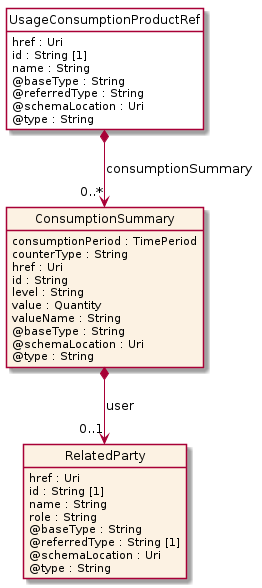 UsageConsumptionProductRef
href : Uri
id : String [1]
name : String
@baseType : String
@referredType : String
@schemaLocation : Uri
@type : String
consumptionSummary
0..*
ConsumptionSummary
consumptionPeriod : TimePeriod
counterType : String
href : Uri
id : String
level : String
value : Quantity
valueName : String
@baseType : String
@schemaLocation : Uri
@type : String
user
0..1
RelatedParty
href : Uri
id : String [1]
name : String
role : String
@baseType : String
@referredType : String [1]
@schemaLocation : Uri
@type : String